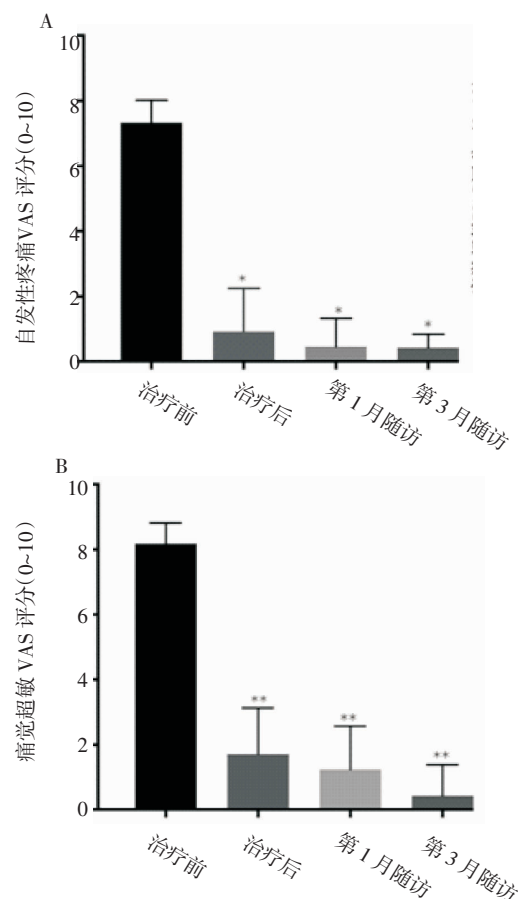 A
自发性疼痛VAS 评分(0~10)
10
8
6
4
2
0
*
*
*
治疗前
治疗后
第 1 月随访
第 3 月随访
B
痛觉超敏 VAS 评分(0~10)
10
8
6
4
2
0
**
**
**
治疗前
治疗后
第 1 月随访
第 3 月随访